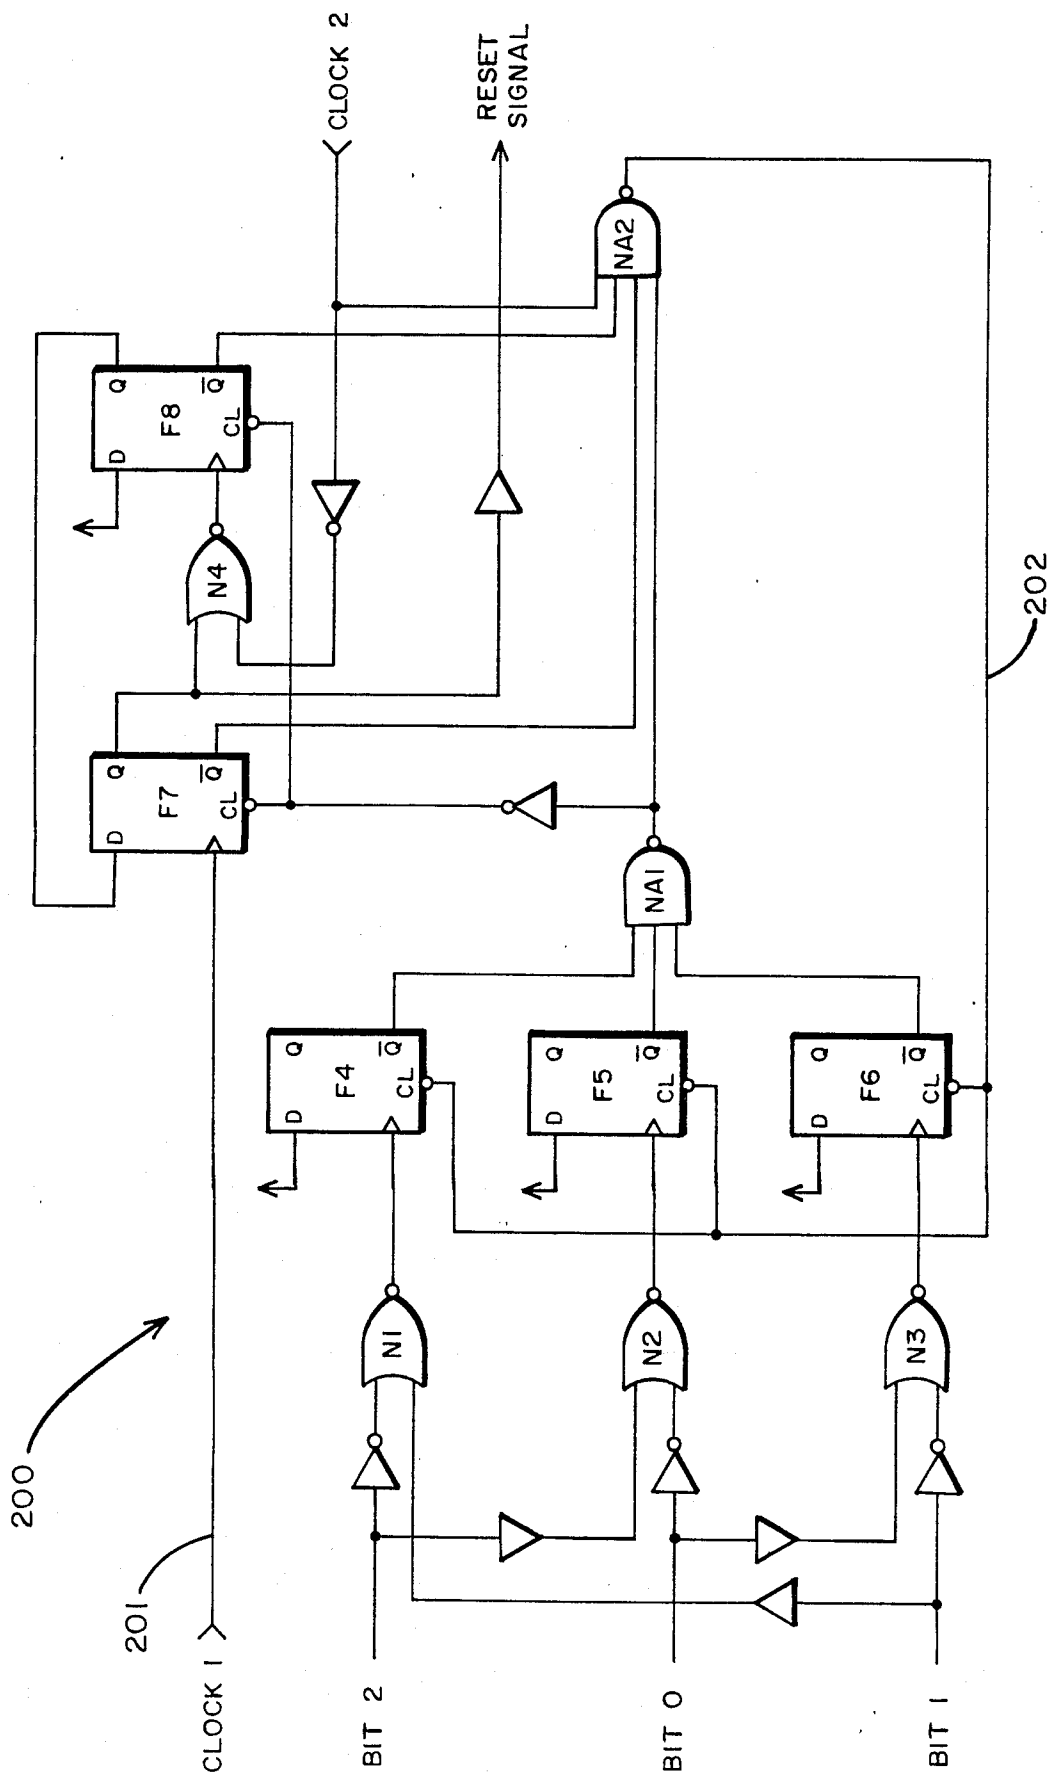 200
201
CLOCK 1
BIT 2
BIT 0
BIT 1
N1
N2
N3
D
Q
F4
Q̅
CL
D
Q
F5
Q̅
CL
D
Q
F6
Q̅
CL
NA1
D
Q
F7
Q̅
CL
N4
D
Q
F8
Q̅
CL
NA2
CLOCK 2
RESET
SIGNAL
202